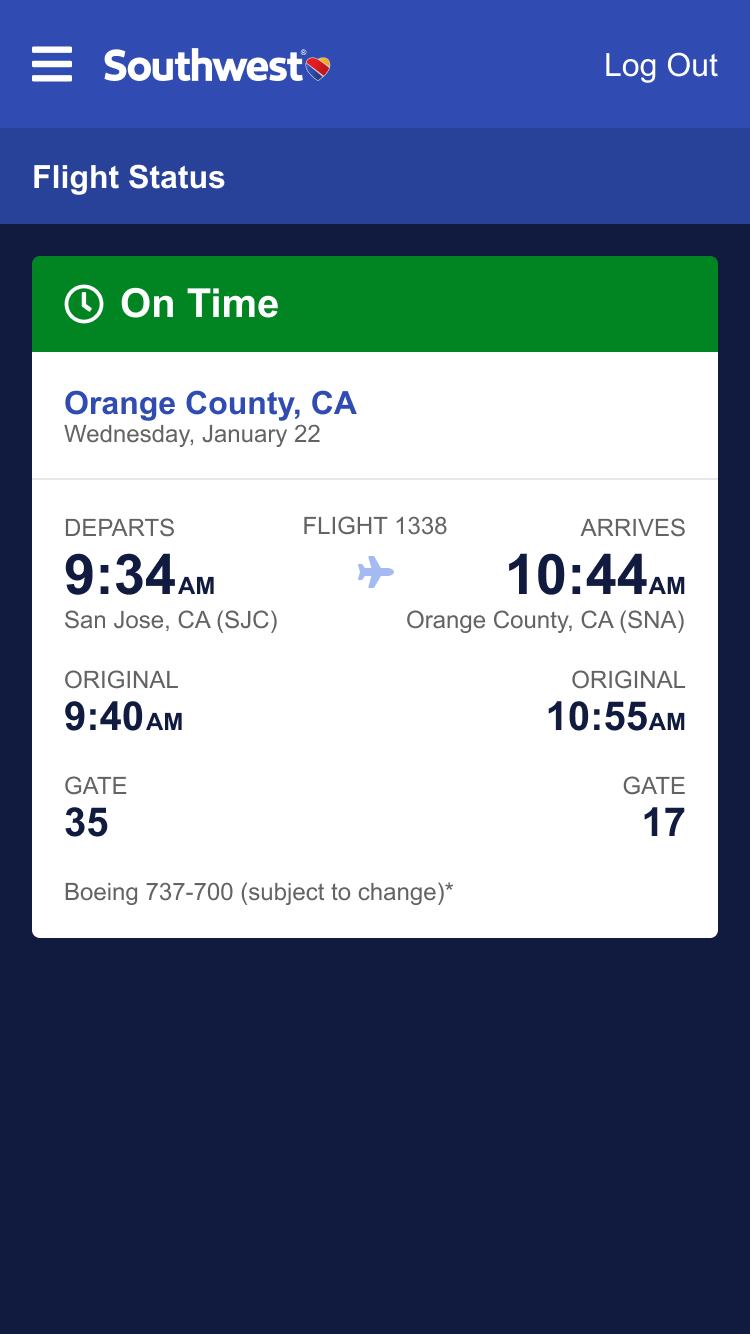 Southwest®
Log Out
Flight Status
On Time
Orange County, CA
Wednesday, January 22
DEPARTS
FLIGHT 1338
ARRIVES
9:34AM
10:44AM
San Jose, CA (SJC)
Orange County, CA (SNA)
ORIGINAL
ORIGINAL
9:40AM
10:55AM
GATE
GATE
35
17
Boeing 737-700 (subject to change)*